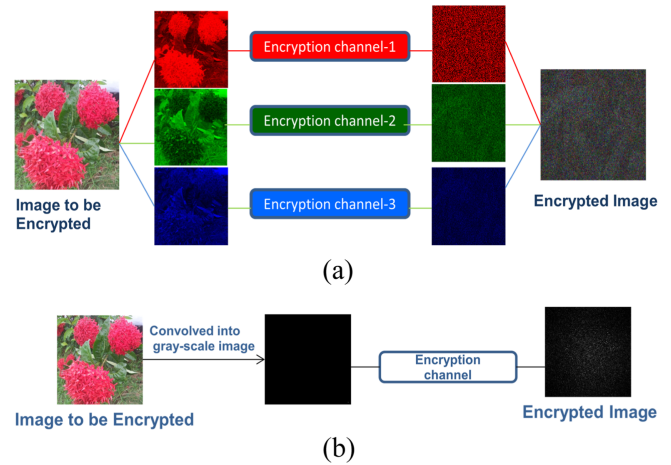 Encryption channel-1
Encryption channel-2
Image to be
Encrypted
Encryption channel-3
Encrypted Image
(a)
Convolved into
gray-scale image
Encryption
channel
Image to be Encrypted
Encrypted Image
(b)